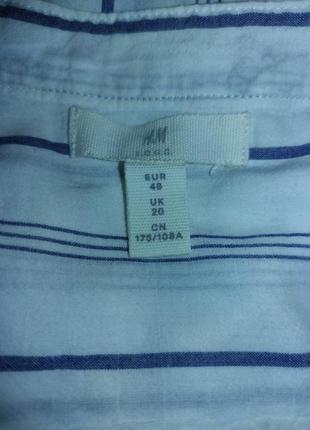 H&M
L.O.G.G.
EUR
48
UK
20
CN
175/108A